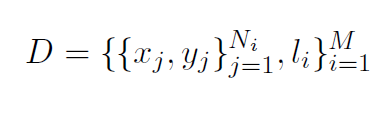 D = {{x_j, y_j}_{j=1}^{N_i}, l_i}_{i=1}^{M}